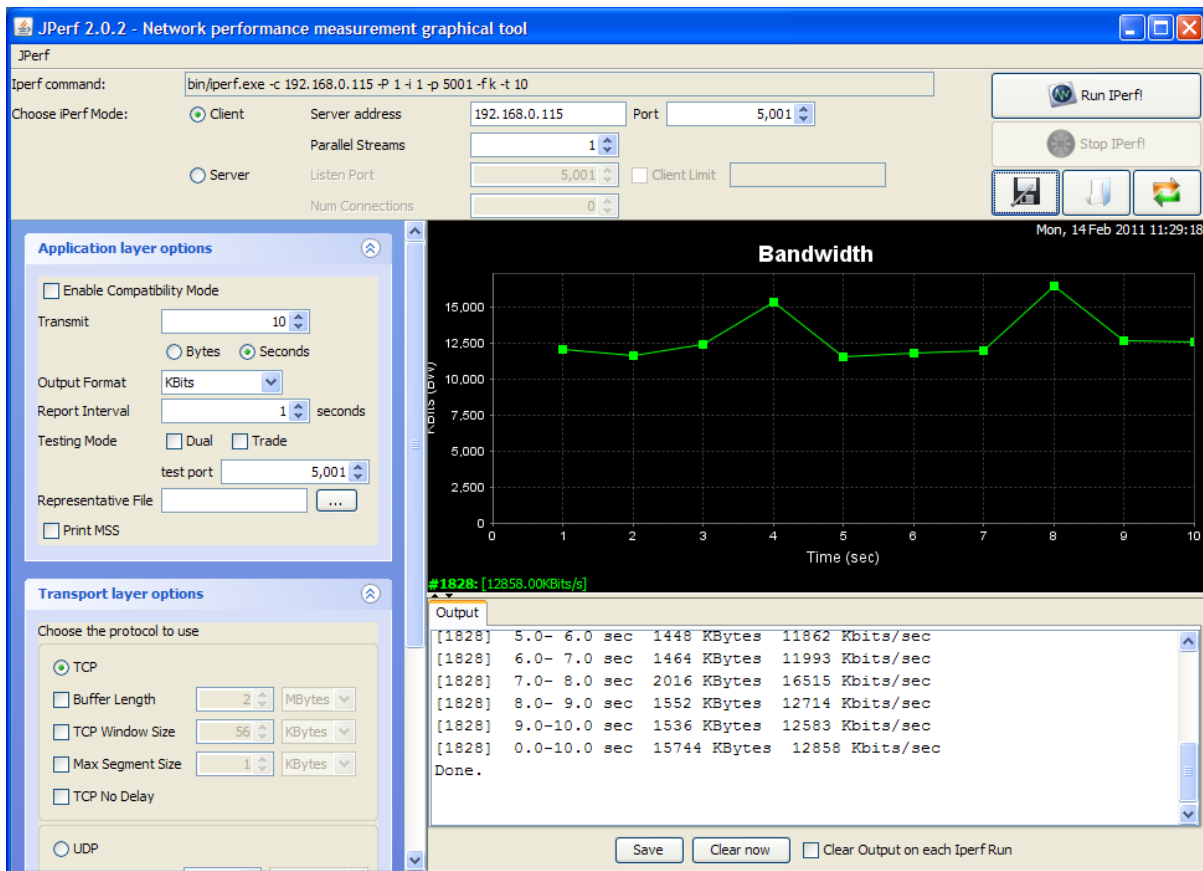 JPerf 2.0.2 - Network performance measurement graphical tool
JPerf
Iperf command: bin/iperf.exe -c 192.168.0.115 -P 1 -i 1 -p 5001 -f k -t 10
Run IPerf!
Choose iPerf Mode: Client Server address 192.168.0.115 Port 5,001
Parallel Streams 1
Stop IPerf!
Server Listen Port 5,001 Client Limit
Num Connections 0
Application layer options
Enable Compatibility Mode
Transmit 10
Bytes Seconds
Output Format KBits
Report Interval 1 seconds
Testing Mode Dual Trade
test port 5,001
Representative File ...
Print MSS
Transport layer options
Choose the protocol to use
TCP
Buffer Length 2 MBytes
TCP Window Size 56 KBytes
Max Segment Size 1 KBytes
TCP No Delay
UDP
Mon, 14 Feb 2011 11:29:18
Bandwidth
KBits (BW)
15,000
12,500
10,000
7,500
5,000
2,500
0
0 1 2 3 4 5 6 7 8 9 10
Time (sec)
#1828: [12858.00KBits/s]
Output
[1828] 5.0- 6.0 sec 1448 KBytes 11862 Kbits/sec
[1828] 6.0- 7.0 sec 1464 KBytes 11993 Kbits/sec
[1828] 7.0- 8.0 sec 2016 KBytes 16515 Kbits/sec
[1828] 8.0- 9.0 sec 1552 KBytes 12714 Kbits/sec
[1828] 9.0-10.0 sec 1536 KBytes 12583 Kbits/sec
[1828] 0.0-10.0 sec 15744 KBytes 12858 Kbits/sec
Done.
Save Clear now Clear Output on each Iperf Run